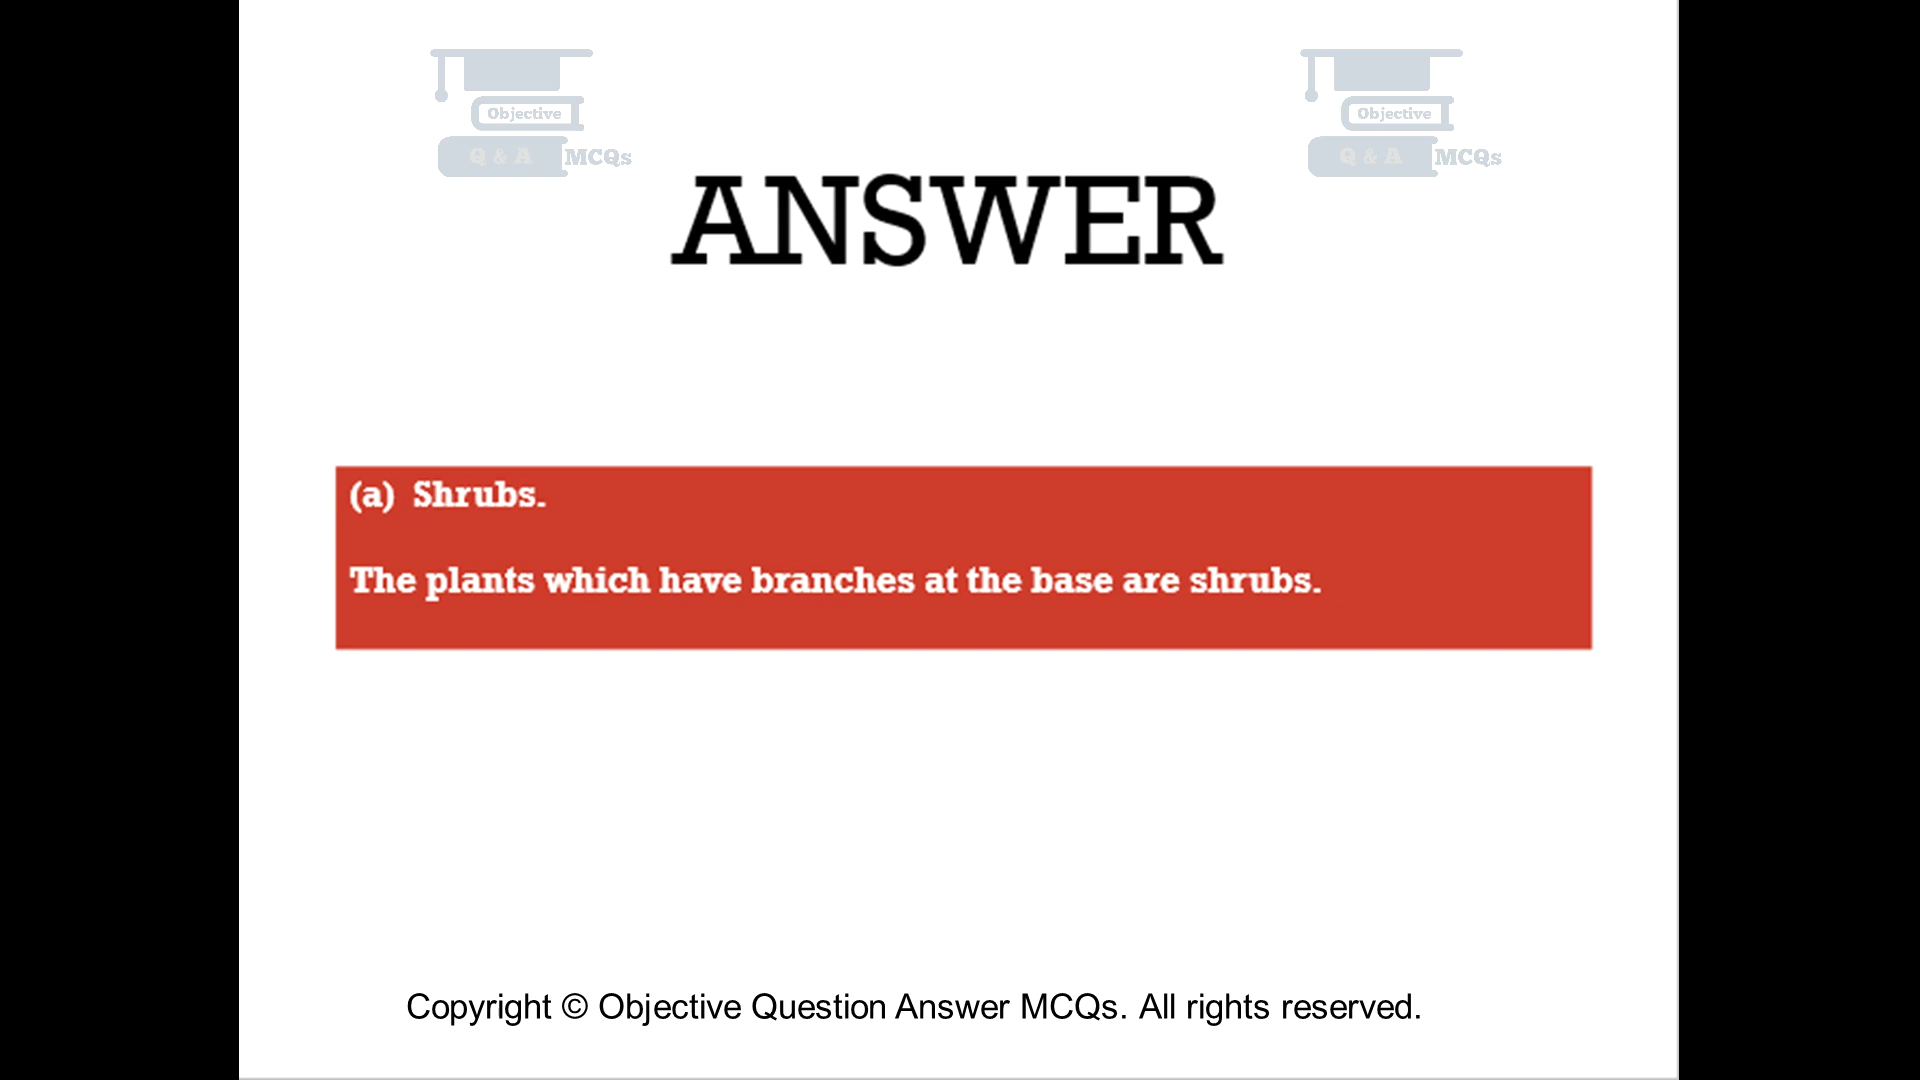 Objective
Q & A MCQs
Objective
Q & A MCQs
ANSWER
(a) Shrubs.
The plants which have branches at the base are shrubs.
Copyright © Objective Question Answer MCQs. All rights reserved.